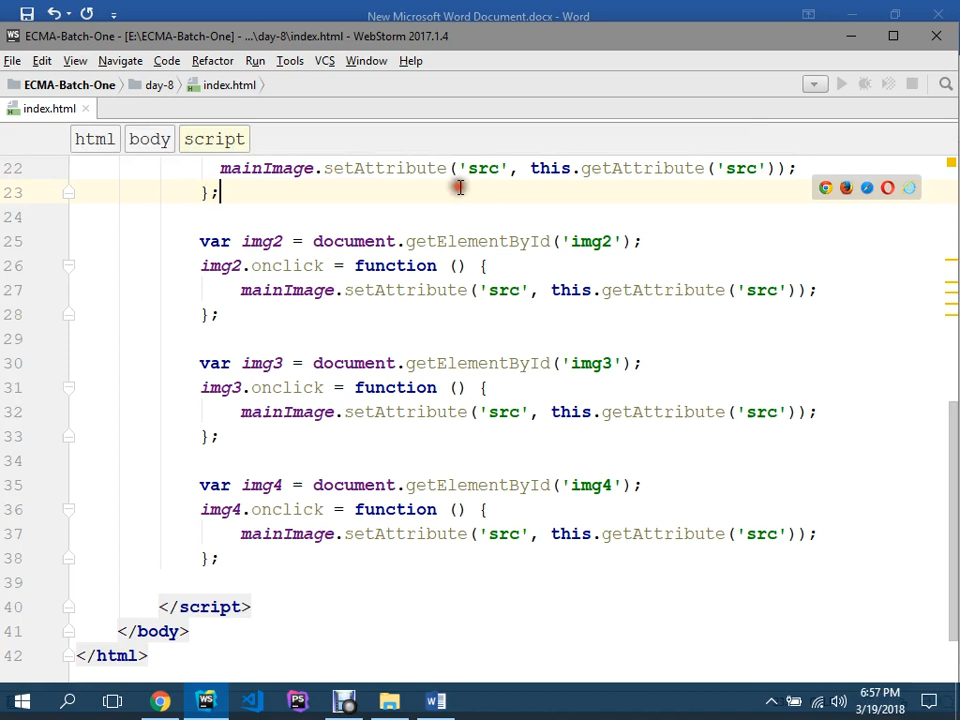 New Microsoft Word Document.docx - Word
WS ECMA-Batch-One - [E:\ECMA-Batch-One] - ...\day-8\index.html - WebStorm 2017.1.4
File Edit View Navigate Code Refactor Run Tools VCS Window Help
ECMA-Batch-One day-8 index.html
index.html
html body script
22 mainImage.setAttribute('src', this.getAttribute('src'));
23 };
24
25 var img2 = document.getElementById('img2');
26 img2.onclick = function () {
27 mainImage.setAttribute('src', this.getAttribute('src'));
28 };
29
30 var img3 = document.getElementById('img3');
31 img3.onclick = function () {
32 mainImage.setAttribute('src', this.getAttribute('src'));
33 };
34
35 var img4 = document.getElementById('img4');
36 img4.onclick = function () {
37 mainImage.setAttribute('src', this.getAttribute('src'));
38 };
39
40 </script>
41 </body>
42 </html>
WS PS W 6:57 PM
3/19/2018